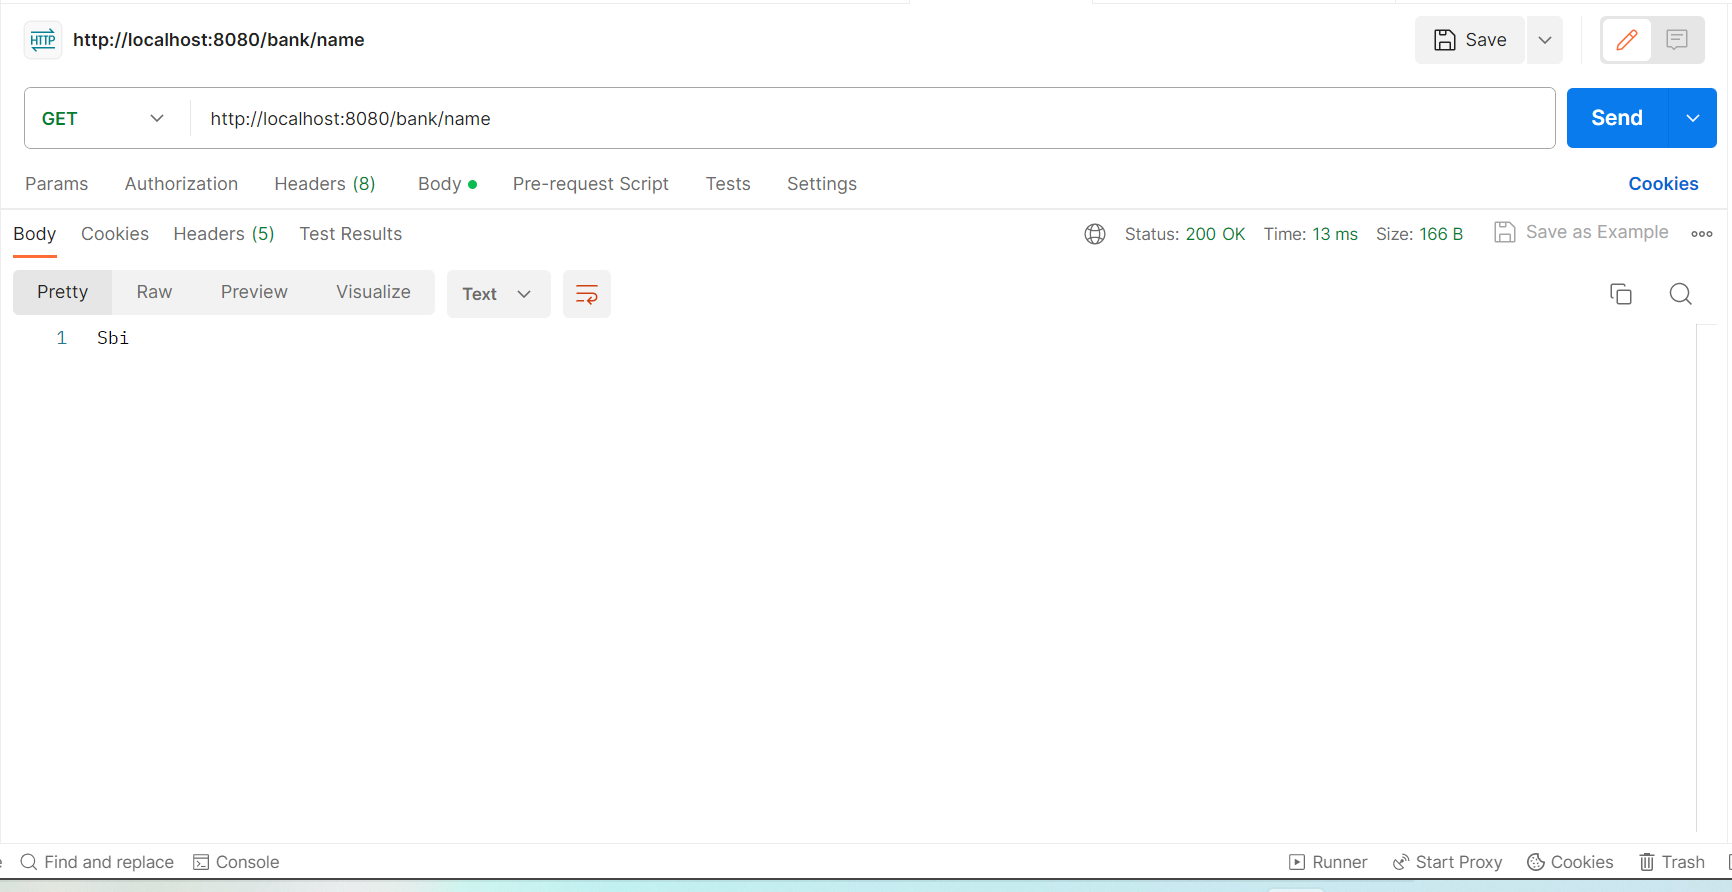 HTTP http://localhost:8080/bank/name Save
GET http://localhost:8080/bank/name Send
Params Authorization Headers (8) Body Pre-request Script Tests Settings Cookies
Body Cookies Headers (5) Test Results Status: 200 OK Time: 13 ms Size: 166 B Save as Example
Pretty Raw Preview Visualize Text
1 Sbi
Find and replace Console Runner Start Proxy Cookies Trash